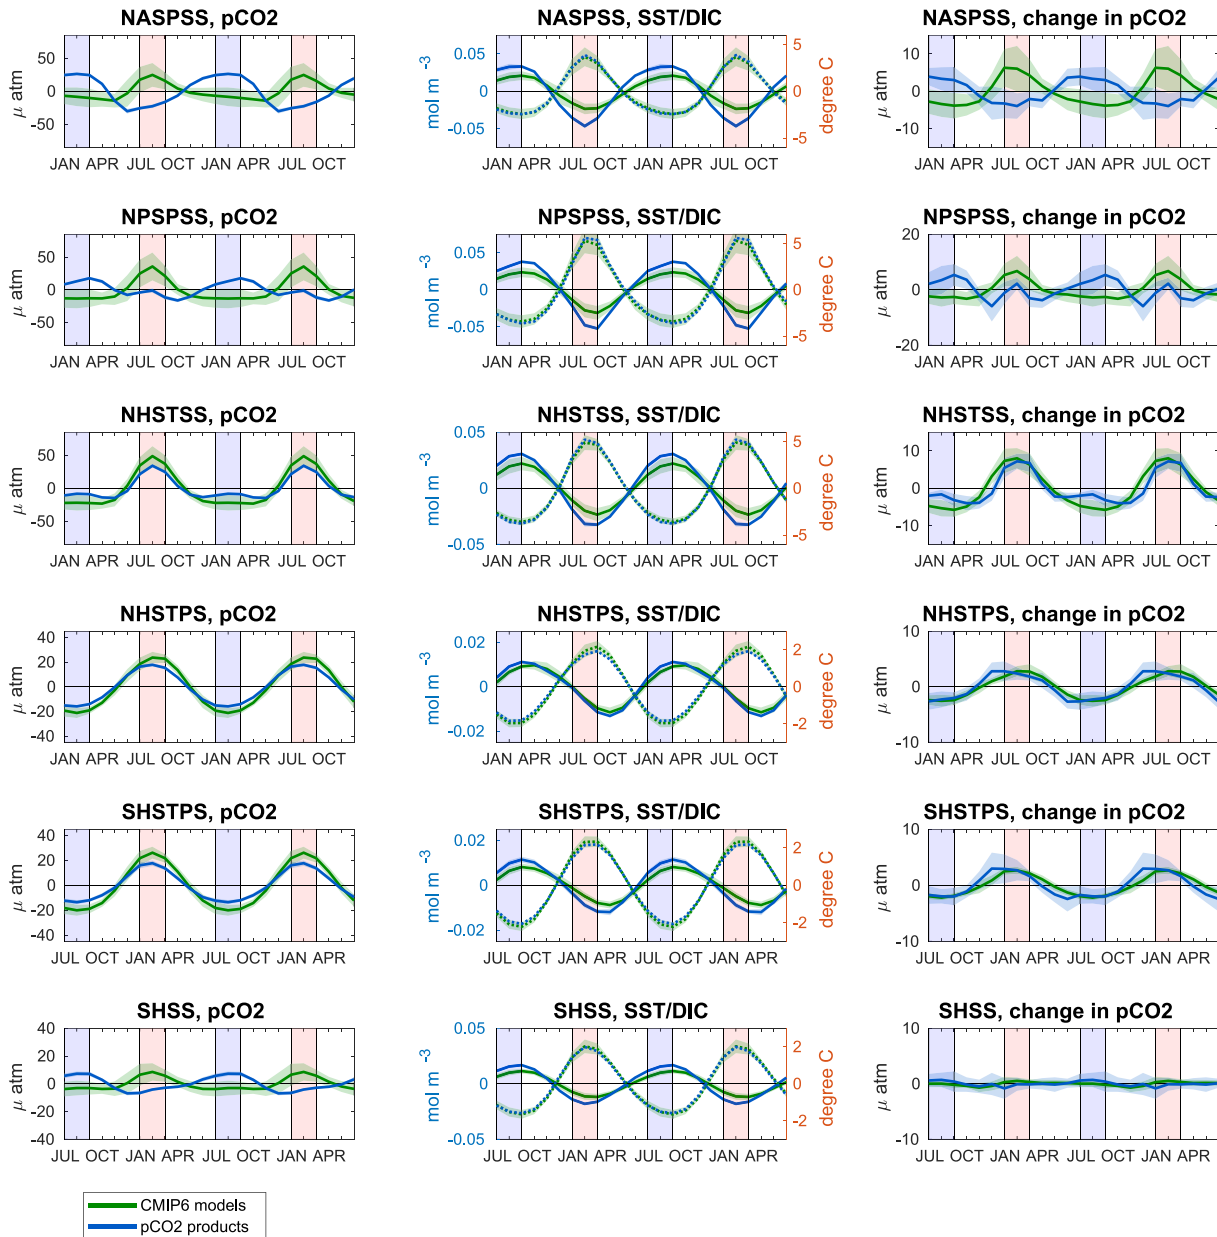 NASPSS, pCO2
NASPSS, SST/DIC
NASPSS, change in pCO2
μ atm
50
0
-50
JAN APR JUL OCT JAN APR JUL OCT
mol m -3
0.05
0
-0.05
JAN APR JUL OCT JAN APR JUL OCT
5
0
-5
degree C
μ atm
10
0
-10
JAN APR JUL OCT JAN APR JUL OCT
NPSPSS, pCO2
NPSPSS, SST/DIC
NPSPSS, change in pCO2
μ atm
50
0
-50
JAN APR JUL OCT JAN APR JUL OCT
mol m -3
0.05
0
-0.05
JAN APR JUL OCT JAN APR JUL OCT
5
0
-5
degree C
μ atm
20
0
-20
JAN APR JUL OCT JAN APR JUL OCT
NHSTSS, pCO2
NHSTSS, SST/DIC
NHSTSS, change in pCO2
μ atm
50
0
-50
JAN APR JUL OCT JAN APR JUL OCT
mol m -3
0.05
0
-0.05
JAN APR JUL OCT JAN APR JUL OCT
5
0
-5
degree C
μ atm
10
0
-10
JAN APR JUL OCT JAN APR JUL OCT
NHSTPS, pCO2
NHSTPS, SST/DIC
NHSTPS, change in pCO2
μ atm
40
20
0
-20
-40
JAN APR JUL OCT JAN APR JUL OCT
mol m -3
0.02
0
-0.02
JAN APR JUL OCT JAN APR JUL OCT
2
0
-2
degree C
μ atm
10
0
-10
JAN APR JUL OCT JAN APR JUL OCT
SHSTPS, pCO2
SHSTPS, SST/DIC
SHSTPS, change in pCO2
μ atm
40
20
0
-20
-40
JUL OCT JAN APR JUL OCT JAN APR
mol m -3
0.02
0
-0.02
JUL OCT JAN APR JUL OCT JAN APR
2
0
-2
degree C
μ atm
10
0
-10
JUL OCT JAN APR JUL OCT JAN APR
SHSS, pCO2
SHSS, SST/DIC
SHSS, change in pCO2
μ atm
40
20
0
-20
40
JUL OCT JAN APR JUL OCT JAN APR
mol m -3
0.05
0
-0.05
JUL OCT JAN APR JUL OCT JAN APR
2
0
-2
degree C
μ atm
10
0
-10
JUL OCT JAN APR JUL OCT JAN APR
CMIP6 models
pCO2 products